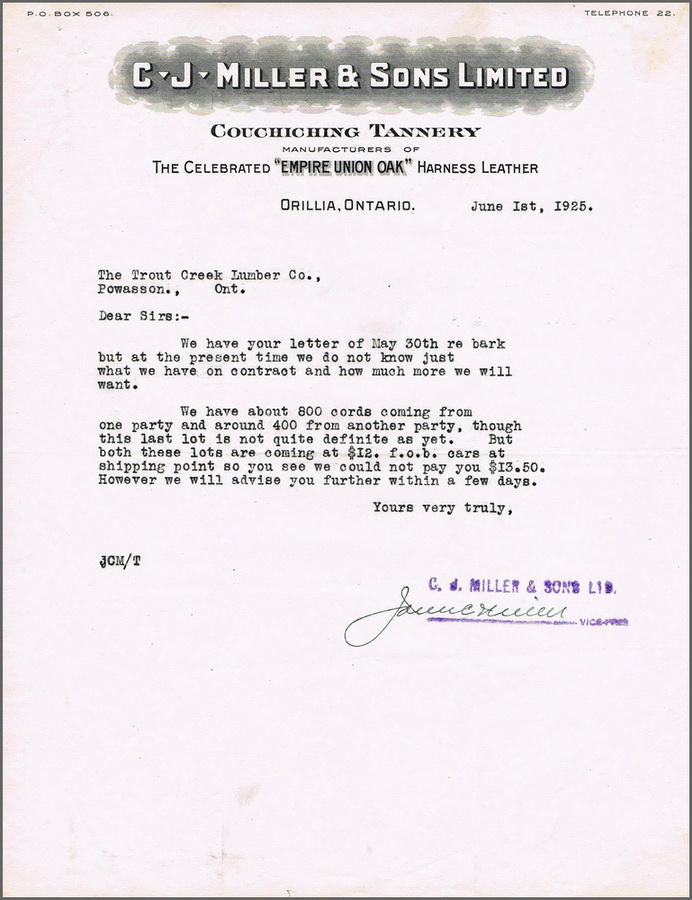 P.O. BOX 506.
TELEPHONE 22.
C-J-MILLER & SONS LIMITED
COUCHICHING TANNERY
MANUFACTURERS OF
THE CELEBRATED "EMPIRE UNION OAK" HARNESS LEATHER
ORILLIA, ONTARIO. June 1st, 1925.
The Trout Creek Lumber Co.,
Powasson., Ont.
Dear Sirs:-
We have your letter of May 30th re bark
but at the present time we do not know just
what we have on contract and how much more we will
want.
We have about 800 cords coming from
one party and around 400 from another party, though
this last lot is not quite definite as yet. But
both these lots are coming at $12. f.o.b. cars at
shipping point so you see we could not pay you $13.50.
However we will advise you further within a few days.
Yours very truly,
JCM/T
C. J. MILLER & SONS LTD.
VICE-PRES